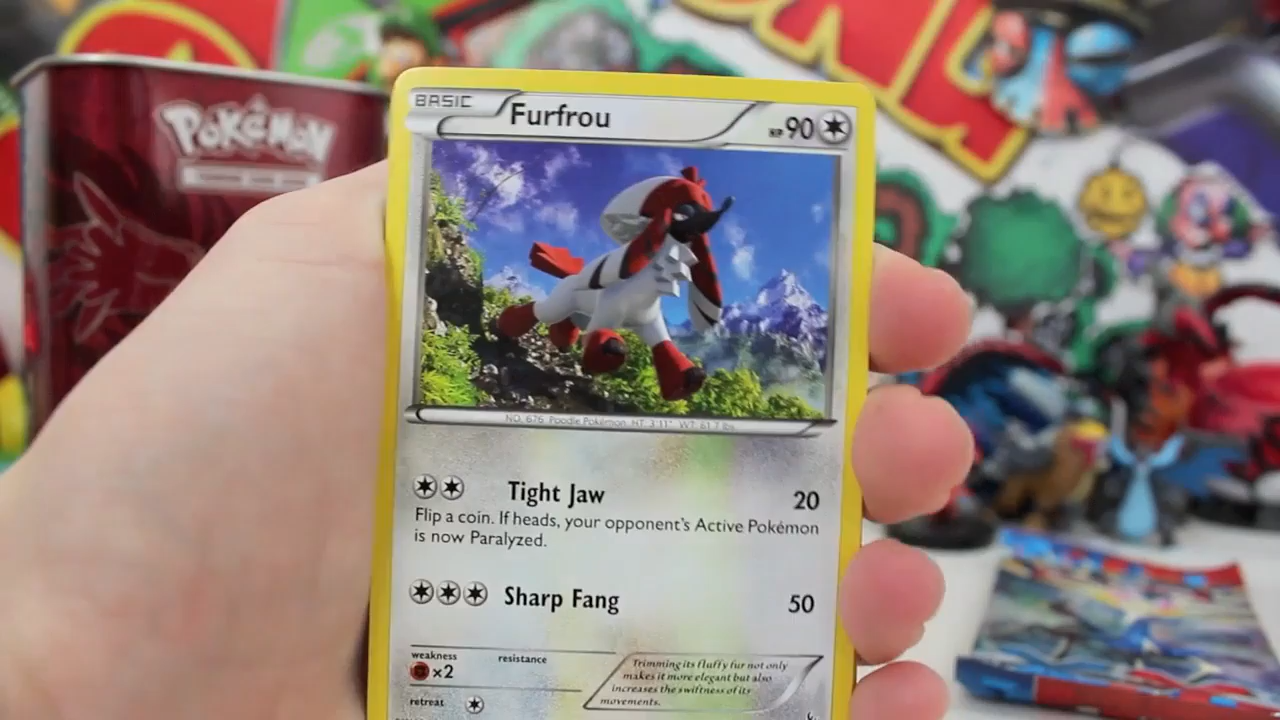 POKéMON
BASIC
Furfrou
HP90
NO. 676 Poodle Pokémon HT: 3'11" WT: 61.7 lbs.
Tight Jaw 20
Flip a coin. If heads, your opponent's Active Pokémon
is now Paralyzed.
Sharp Fang 50
weakness resistance
×2
retreat
Trimming its fluffy fur not only
makes it more elegant but also
increases the swiftness of its
movements.